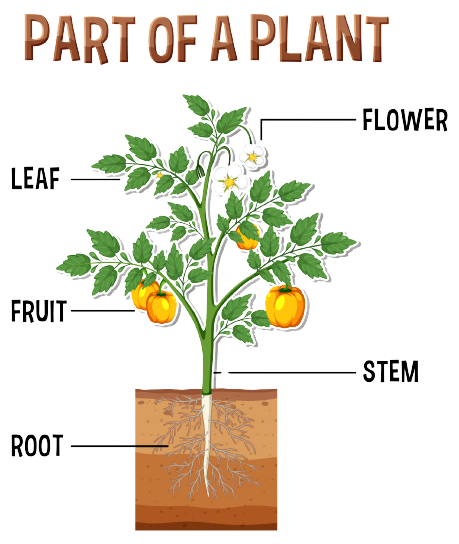 PART OF A PLANT
FLOWER
LEAF
FRUIT
STEM
ROOT